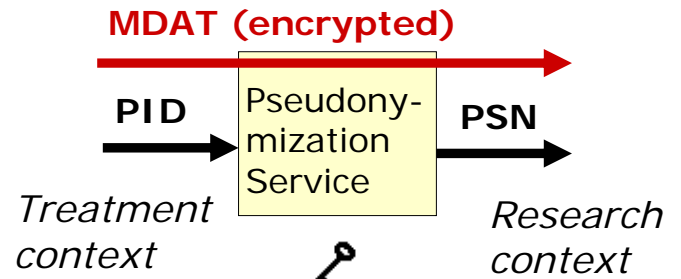 MDAT (encrypted)
PID
Pseudony-
mization
Service
PSN
Treatment
context
Research
context